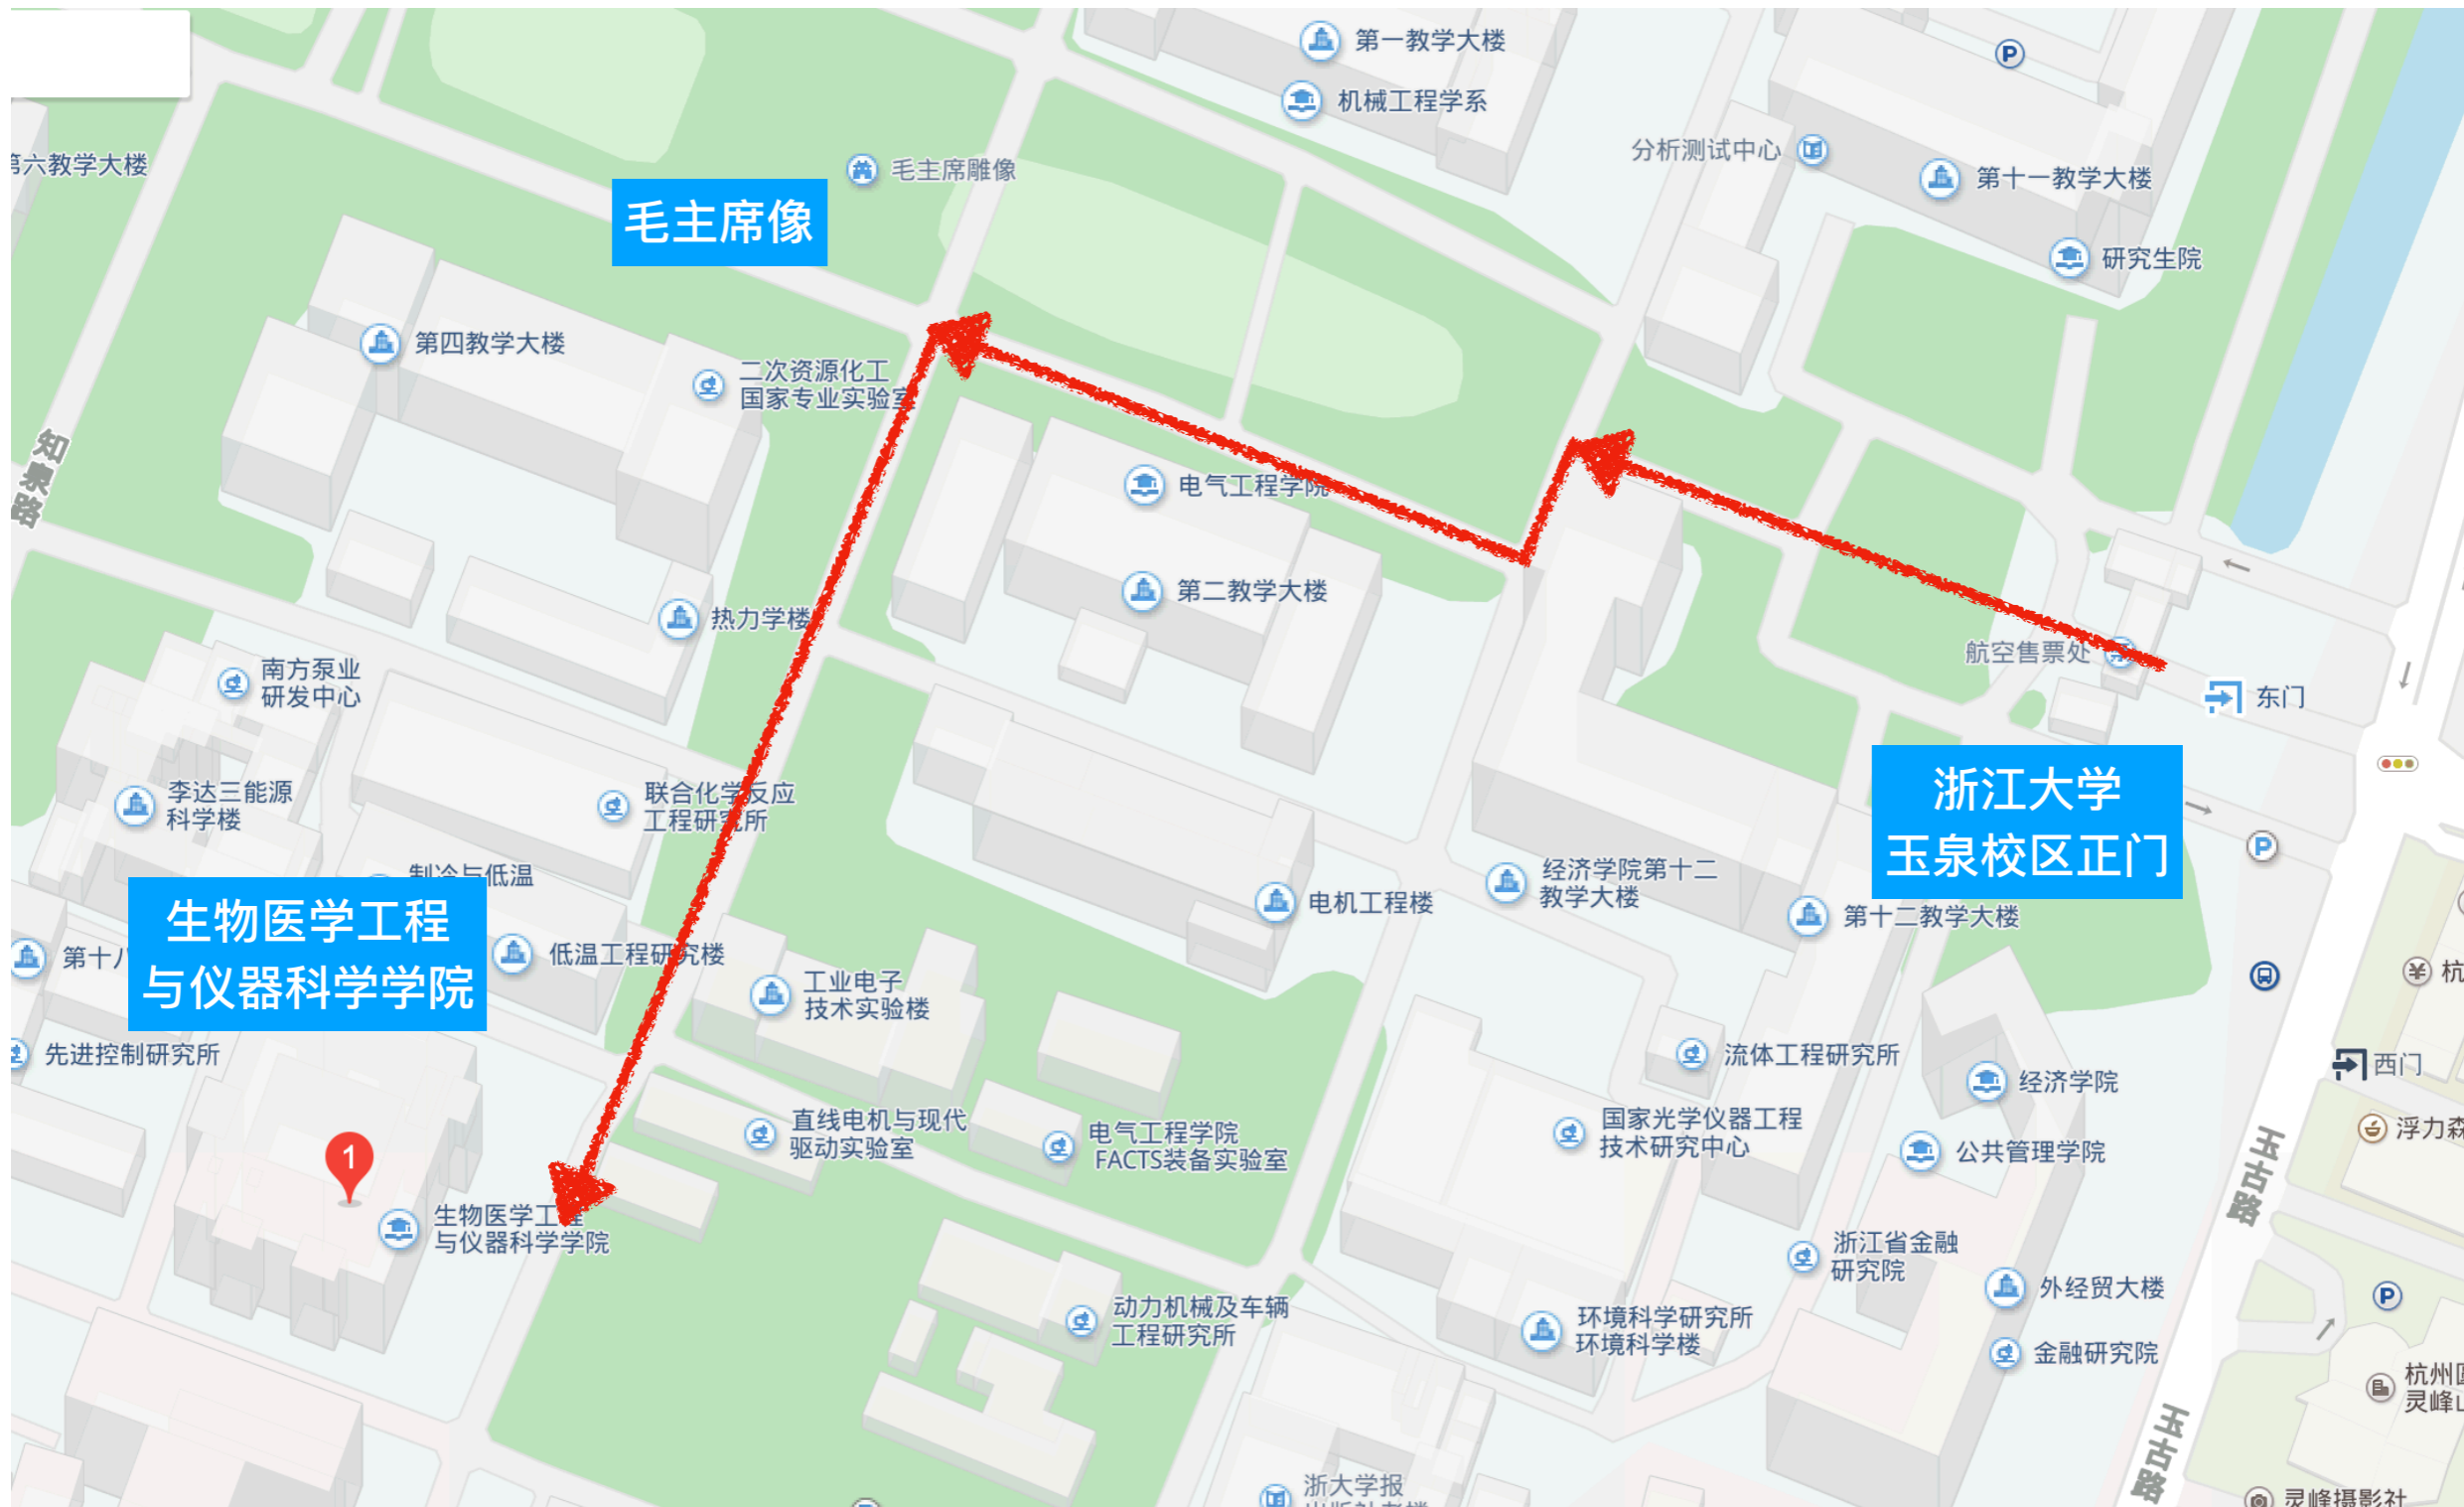 第一教学大楼
机械工程学系
分析测试中心
第十一教学大楼
第六教学大楼
毛主席雕像
毛主席像
研究生院
第四教学大楼
二次资源化工
国家专业实验室
知泉路
电气工程学院
第二教学大楼
热力学楼
航空售票处
东门
南方泵业
研发中心
浙江大学
玉泉校区正门
李达三能源
科学楼
联合化学反应
工程研究所
制冷与低温
经济学院第十二
教学大楼
电机工程楼
第十二教学大楼
生物医学工程
与仪器科学学院
第十八
低温工程研究楼
工业电子
技术实验楼
杭
先进控制研究所
流体工程研究所
西门
经济学院
直线电机与现代
驱动实验室
电气工程学院
FACTS装备实验室
国家光学仪器工程
技术研究中心
公共管理学院
浮力森
玉古路
1
生物医学工程
与仪器科学学院
浙江省金融
研究院
外经贸大楼
动力机械及车辆
工程研究所
环境科学研究所
环境科学楼
金融研究院
杭州
灵峰山
玉古路
浙大学报
灵峰摄影社